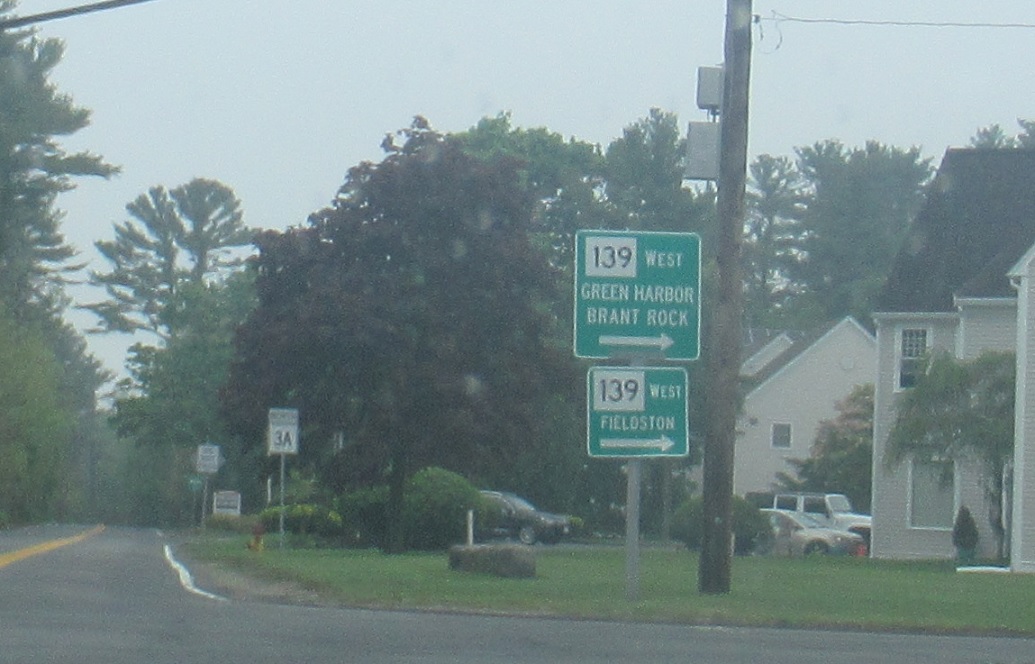 139 WEST
GREEN HARBOR
BRANT ROCK
139 WEST
FIELDSTON
3A